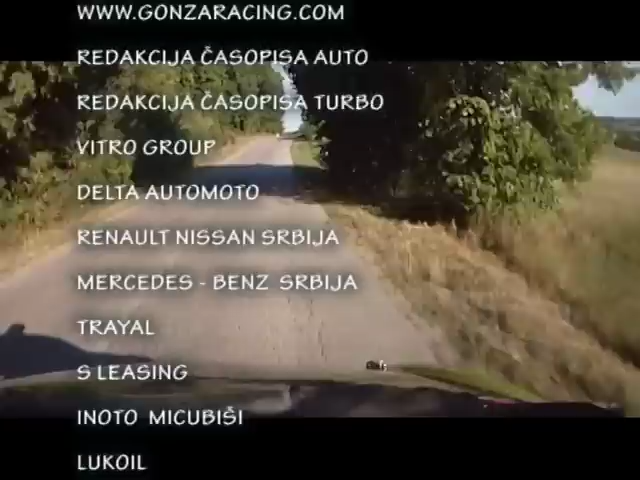 WWW.GONZARACING.COM
REDAKCIJA ČASOPISA AUTO
REDAKCIJA ČASOPISA TURBO
VITRO GROUP
DELTA AUTOMOTO
RENAULT NISSAN SRBIJA
MERCEDES - BENZ SRBIJA
TRAYAL
S LEASING
INOTO MICUBIŠI
LUKOIL